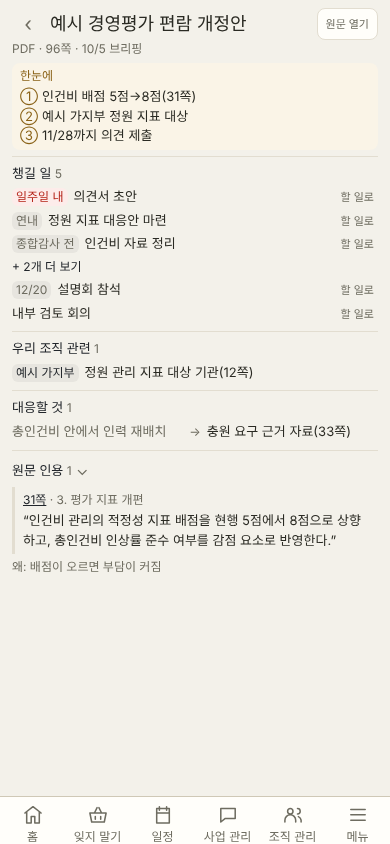 예시 경영평가 편람 개정안
원문 열기
PDF · 96쪽 · 10/5 브리핑
한눈에
① 인건비 배점 5점→8점(31쪽)
② 예시 가지부 정원 지표 대상
③ 11/28까지 의견 제출
챙길 일 5
일주일 내 의견서 초안 할 일로
연내 정원 지표 대응안 마련 할 일로
종합감사 전 인건비 자료 정리 할 일로
+ 2개 더 보기
12/20 설명회 참석 할 일로
내부 검토 회의 할 일로
우리 조직 관련 1
예시 가지부 정원 관리 지표 대상 기관(12쪽)
대응할 것 1
총인건비 안에서 인력 재배치 → 충원 요구 근거 자료(33쪽)
원문 인용 1
31쪽 · 3. 평가 지표 개편
“인건비 관리의 적정성 지표 배점을 현행 5점에서 8점으로 상향
하고, 총인건비 인상률 준수 여부를 감점 요소로 반영한다.”
왜: 배점이 오르면 부담이 커짐
홈 잊지 말기 일정 사업 관리 조직 관리 메뉴